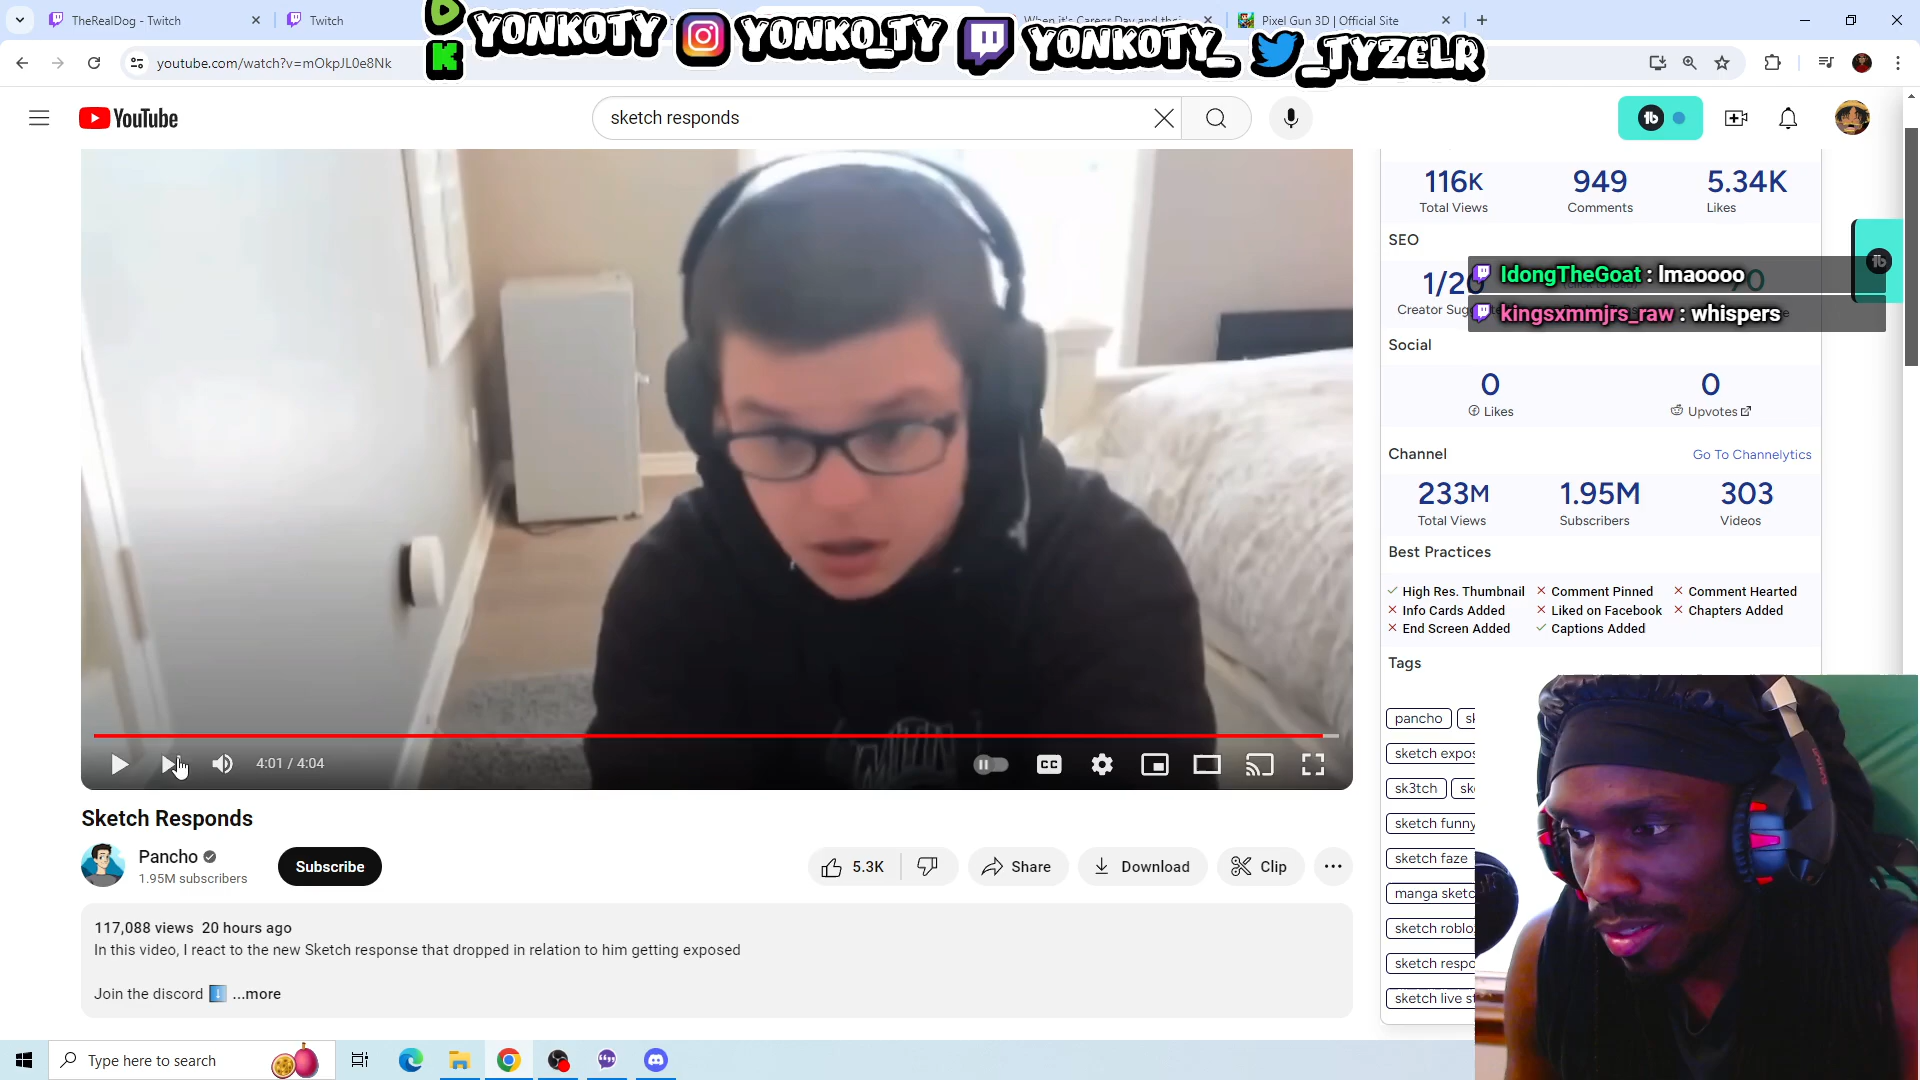 TheRealDog - Twitch
Twitch
Pixel Gun 3D | Official Site
YONKOTY
YONKO_TY
YONKOTY_
_TYZELR
K
youtube.com/watch?v=mOkpJL0e8Nk
YouTube
sketch responds
116K
949
5.34K
Total Views
Comments
Likes
SEO
1/20
IdongTheGoat : lmaoooo
kingsxmmjrs_raw : whispers
Social
0
0
Likes
Upvotes
Channel
Go To Channelytics
233M
1.95M
303
Total Views
Subscribers
Videos
Best Practices
High Res. Thumbnail
Comment Pinned
Comment Hearted
Info Cards Added
Liked on Facebook
Chapters Added
End Screen Added
Captions Added
Tags
pancho
sk3tch
sketch funny
sketch faze
4:01 / 4:04
CC
Sketch Responds
Pancho
1.95M subscribers
Subscribe
5.3K
Share
Download
Clip
117,088 views 20 hours ago
In this video, I react to the new Sketch response that dropped in relation to him getting exposed
Join the discord
...more
Type here to search